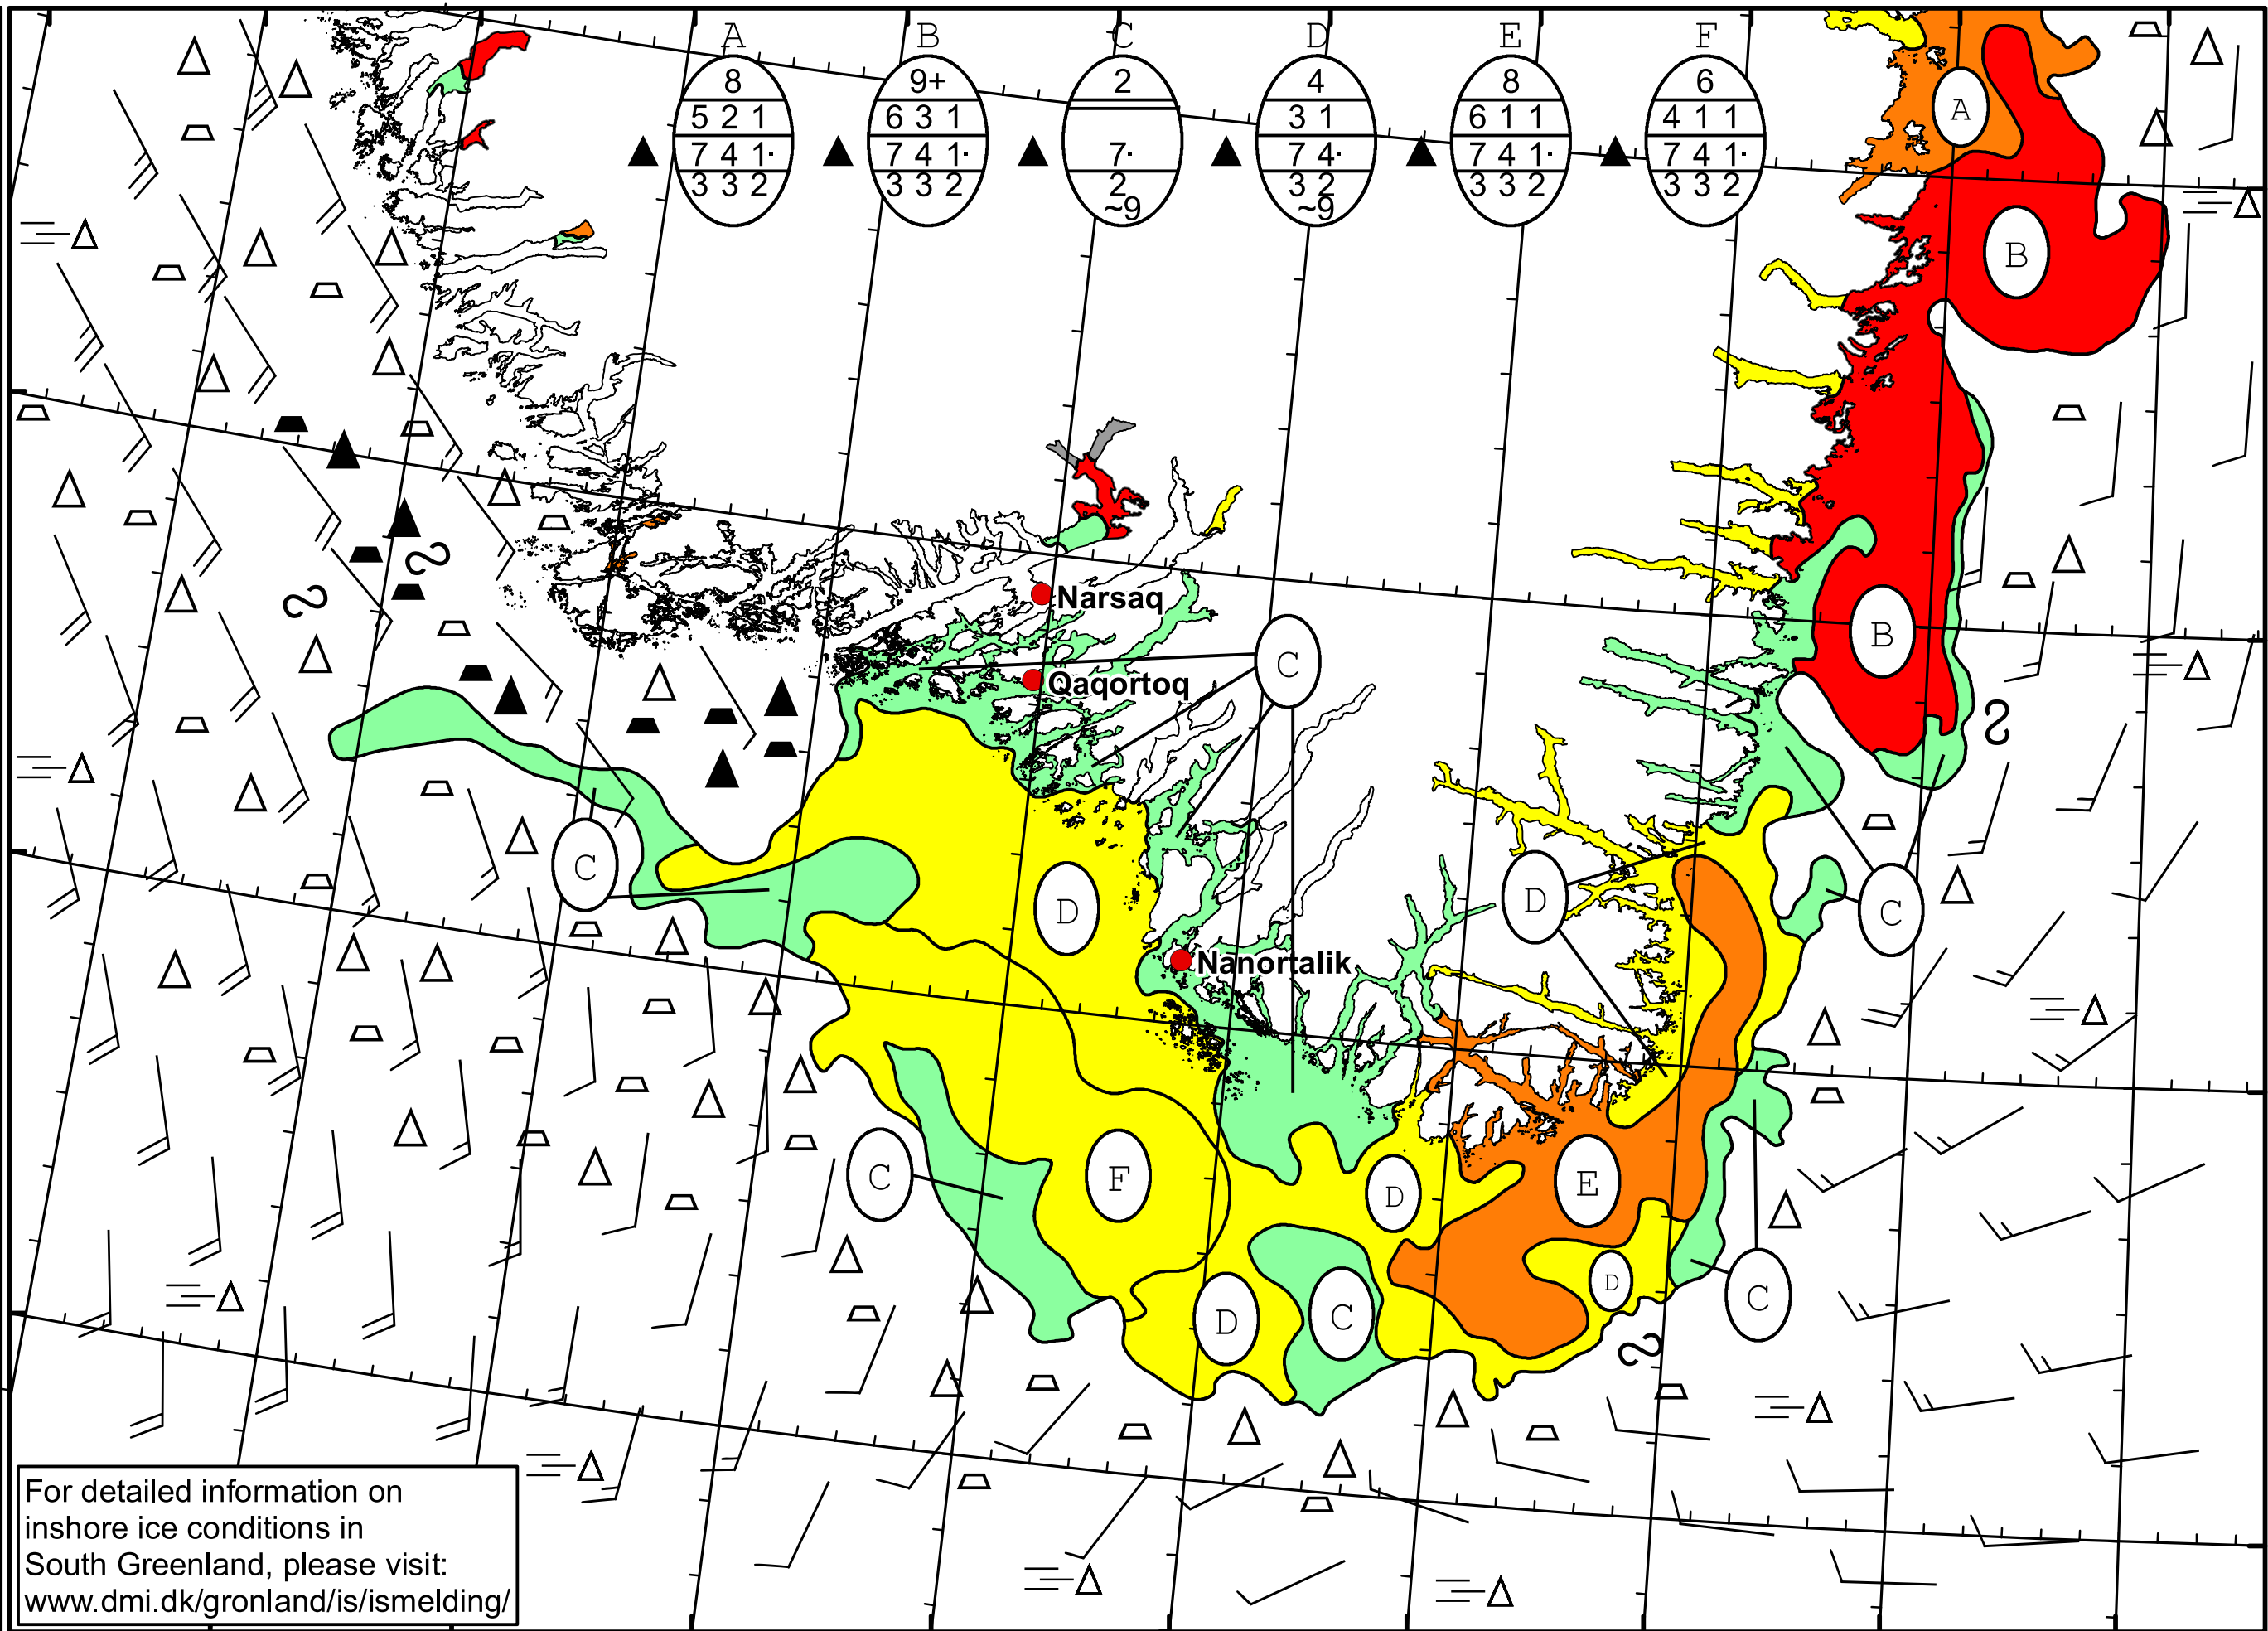 A B C D E F
8 9+ 2 4 8 6
5 2 1 6 3 1 3 1 6 1 1 4 1 1
7 4 1· 7 4 1· 7· 7 4· 7 4 1· 7 4 1·
3 3 2 3 3 2 2 3 2 3 3 2 3 3 2
~9 ~9
A
B
Narsaq
B
C
Qaqortoq
C
D
D
C
Nanortalik
C
F
D
E
D
C
D
C
For detailed information on
inshore ice conditions in
South Greenland, please visit:
www.dmi.dk/gronland/is/ismelding/